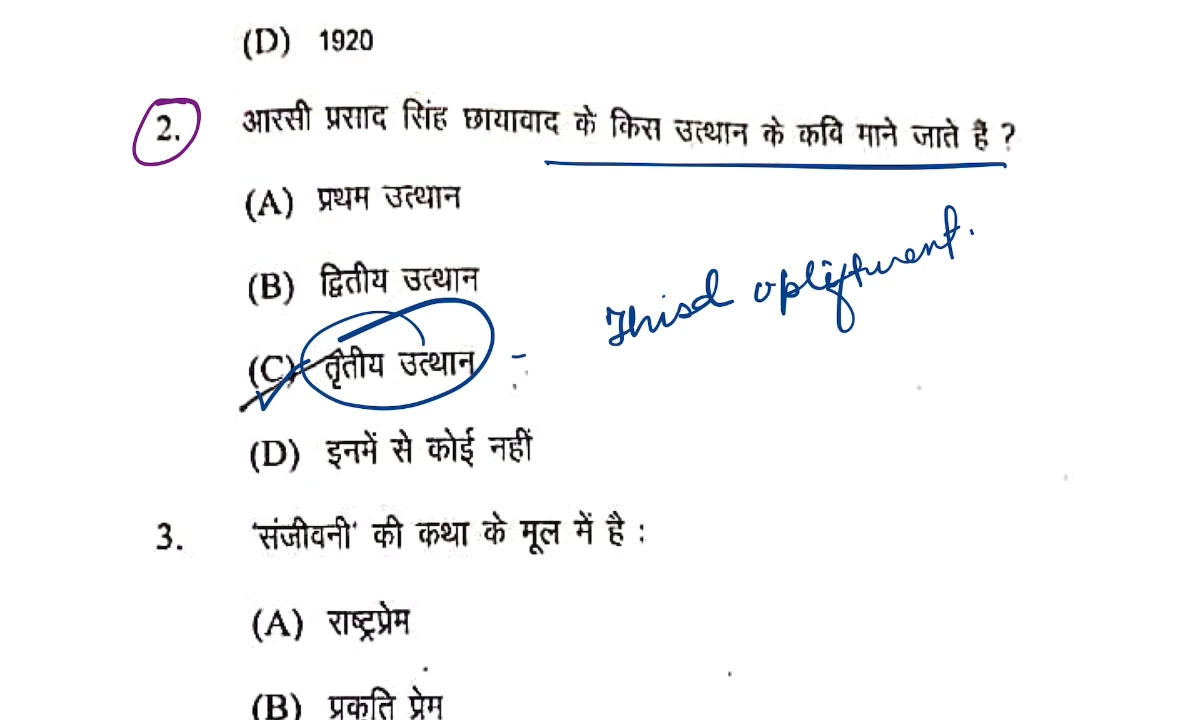 (D) 1920
2. आरसी प्रसाद सिंह छायावाद के किस उत्थान के कवि माने जाते है ?
(A) प्रथम उत्थान
(B) द्वितीय उत्थान
(C) तृतीय उत्थान - Third upliftment.
(D) इनमें से कोई नहीं
3. 'संजीवनी' की कथा के मूल में है :
(A) राष्ट्रप्रेम
(B) प्रकृति प्रेम